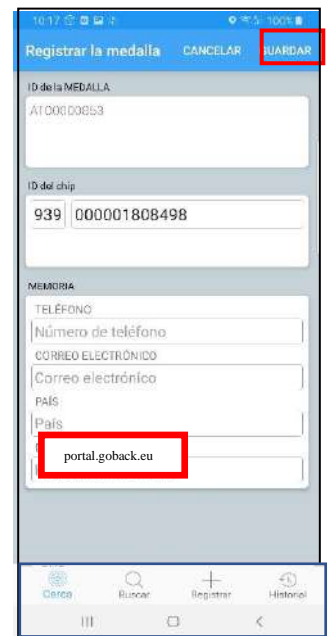 10:17 100%
Registrar la medalla CANCELAR GUARDAR
ID de la MEDALLA
AT00000053
ID del chip
939 000001808498
MEMORIA
TELÉFONO
Número de teléfono
CORREO ELECTRÓNICO
Correo electrónico
PAÍS
País
portal.goback.eu
Cerca Buscar Registrar Historial